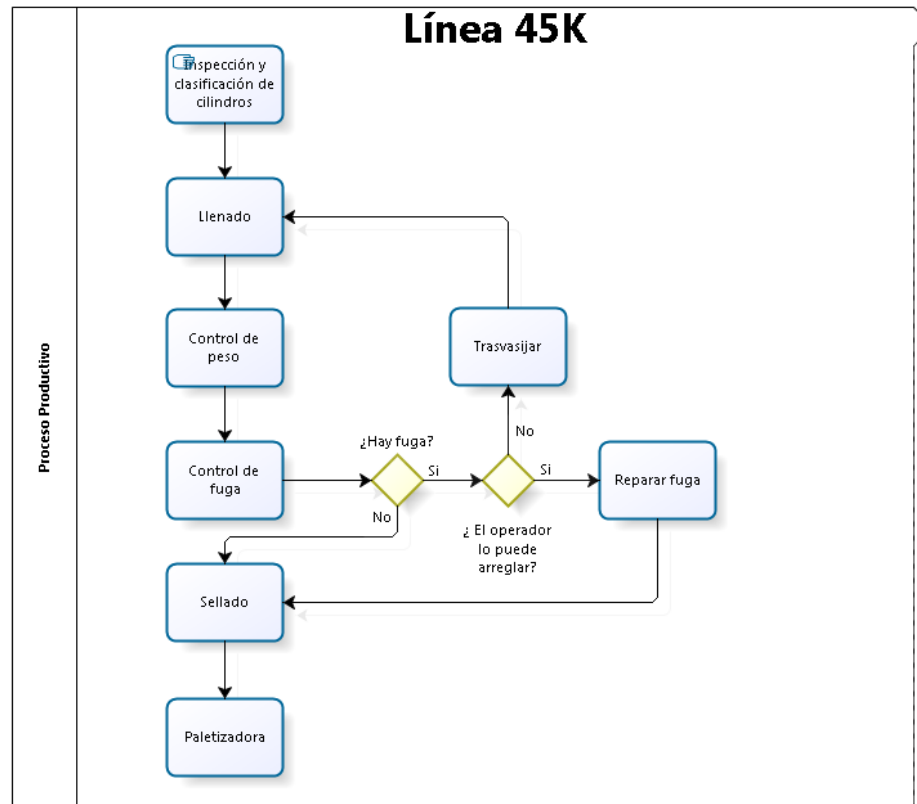 Línea 45K
Proceso Productivo
Inspección y
clasificación de
cilindros
Llenado
Control de
peso
Trasvasijar
Control de
fuga
¿Hay fuga?
Si
No
No
Si
¿ El operador
lo puede
arreglar?
Reparar fuga
Sellado
Paletizadora